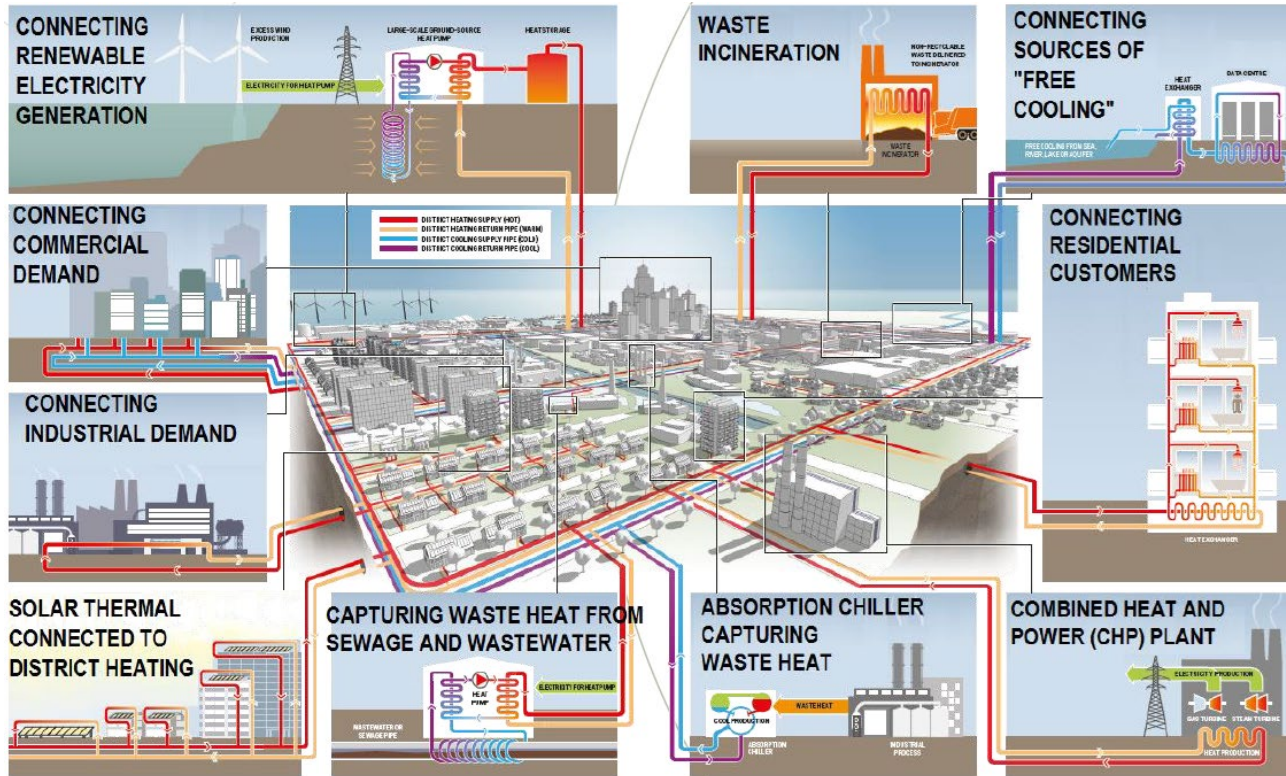 CONNECTING
RENEWABLE
ELECTRICITY
GENERATION
EXCESS WIND
PRODUCTION
ELECTRICITY FOR HEAT PUMP
LARGE-SCALE GROUND-SOURCE
HEAT PUMP
HEAT STORAGE
WASTE
INCINERATION
NON-RECYCLABLE
WASTE DELIVERED
TO INCINERATOR
WASTE
INCINERATOR
CONNECTING
SOURCES OF
"FREE
COOLING"
HEAT
EXCHANGER
DATA CENTRE
FREE COOLING FROM SEA,
RIVER, LAKE OR AQUIFER
CONNECTING
COMMERCIAL
DEMAND
DISTRICT HEATING SUPPLY (HOT)
DISTRICT HEATING RETURN PIPE (WARM)
DISTRICT COOLING SUPPLY PIPE (COLD)
DISTRICT COOLING RETURN PIPE (COOL)
CONNECTING
RESIDENTIAL
CUSTOMERS
HEAT EXCHANGER
CONNECTING
INDUSTRIAL DEMAND
SOLAR THERMAL
CONNECTED TO
DISTRICT HEATING
CAPTURING WASTE HEAT FROM
SEWAGE AND WASTEWATER
HEAT
PUMP
ELECTRICITY FOR HEAT PUMP
WASTEWATER OR
SEWAGE PIPE
ABSORPTION CHILLER
CAPTURING
WASTE HEAT
COOL PRODUCTION
WASTE HEAT
ABSORPTION
CHILLER
INDUSTRIAL
PROCESS
COMBINED HEAT AND
POWER (CHP) PLANT
ELECTRICITY PRODUCTION
GAS TURBINE
STEAM TURBINE
HEAT PRODUCTION